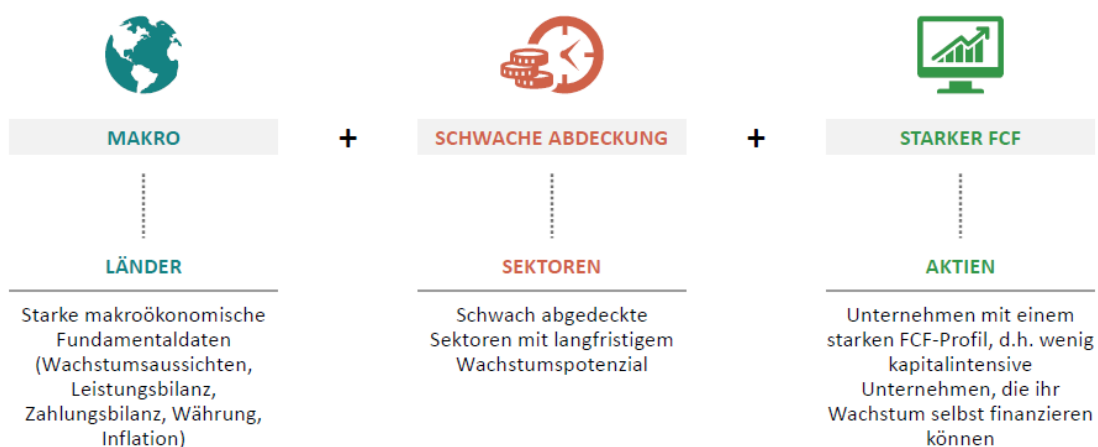 MAKRO
+
SCHWACHE ABDECKUNG
+
STARKER FCF
LÄNDER
Starke makroökonomische
Fundamentaldaten
(Wachstumsaussichten,
Leistungsbilanz,
Zahlungsbilanz, Währung,
Inflation)
SEKTOREN
Schwach abgedeckte
Sektoren mit langfristigem
Wachstumspotenzial
AKTIEN
Unternehmen mit einem
starken FCF-Profil, d.h. wenig
kapitalintensive
Unternehmen, die ihr
Wachstum selbst finanzieren
können